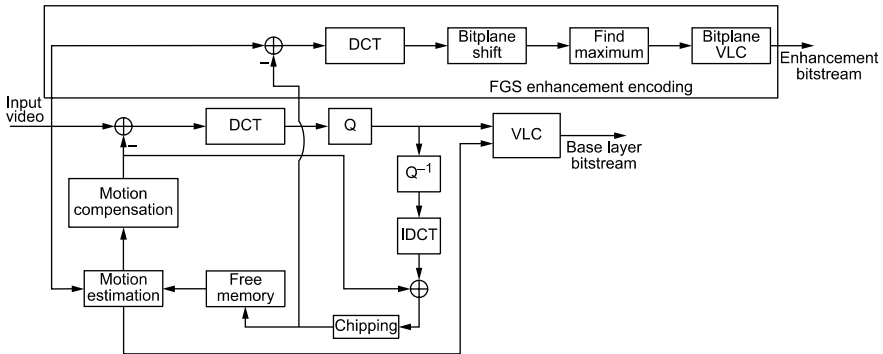 DCT
Bitplane
shift
Find
maximum
Bitplane
VLC
Enhancement
bitstream
–
FGS enhancement encoding
Input
video
–
DCT
Q
VLC
Base layer
bitstream
Q–1
Motion
compensation
IDCT
Motion
estimation
Free
memory
Chipping